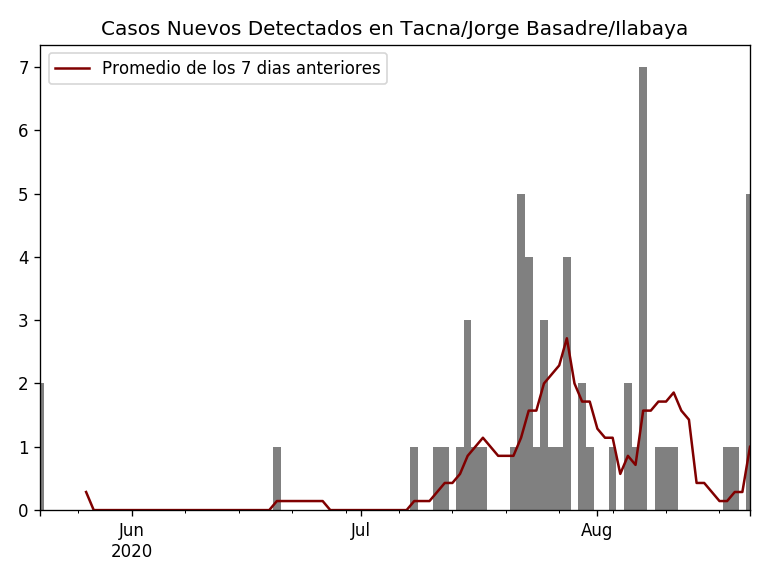 Casos Nuevos Detectados en Tacna/Jorge Basadre/Ilabaya
Promedio de los 7 dias anteriores
7
6
5
4
3
2
1
0
Jun
2020
Jul
Aug